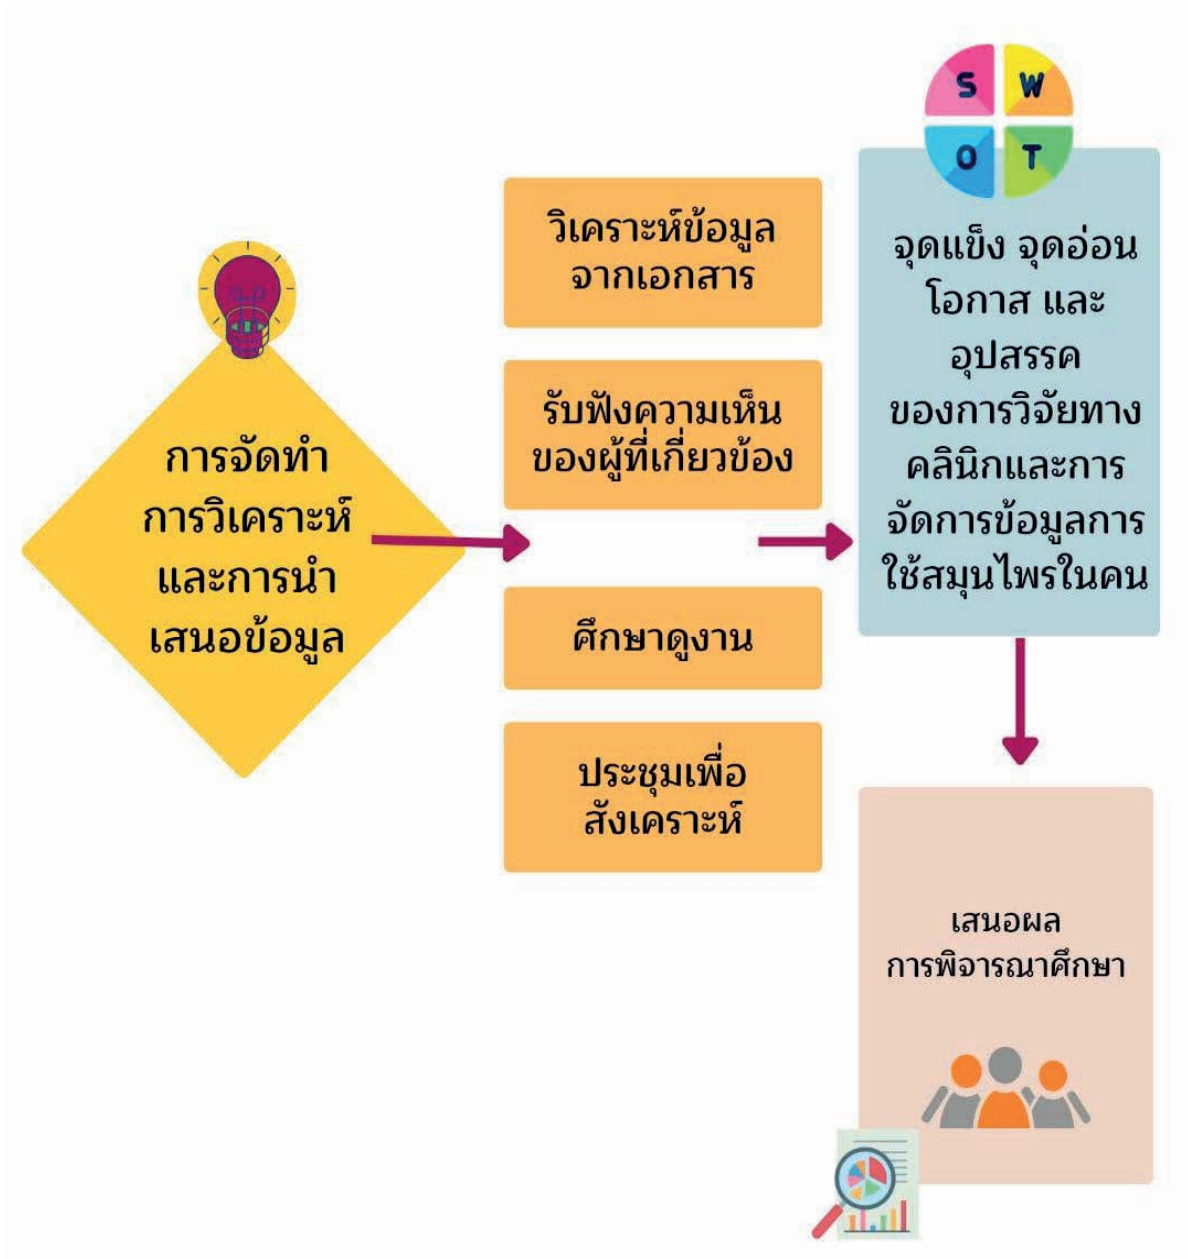 การจัดทำ
การวิเคราะห์
และการนำ
เสนอข้อมูล
วิเคราะห์ข้อมูล
จากเอกสาร
รับฟังความเห็น
ของผู้ที่เกี่ยวข้อง
ศึกษาดูงาน
ประชุมเพื่อ
สังเคราะห์
S W
O T
จุดแข็ง จุดอ่อน
โอกาส และ
อุปสรรค
ของการวิจัยทาง
คลินิกและการ
จัดการข้อมูลการ
ใช้สมุนไพรในคน
เสนอผล
การพิจารณาศึกษา